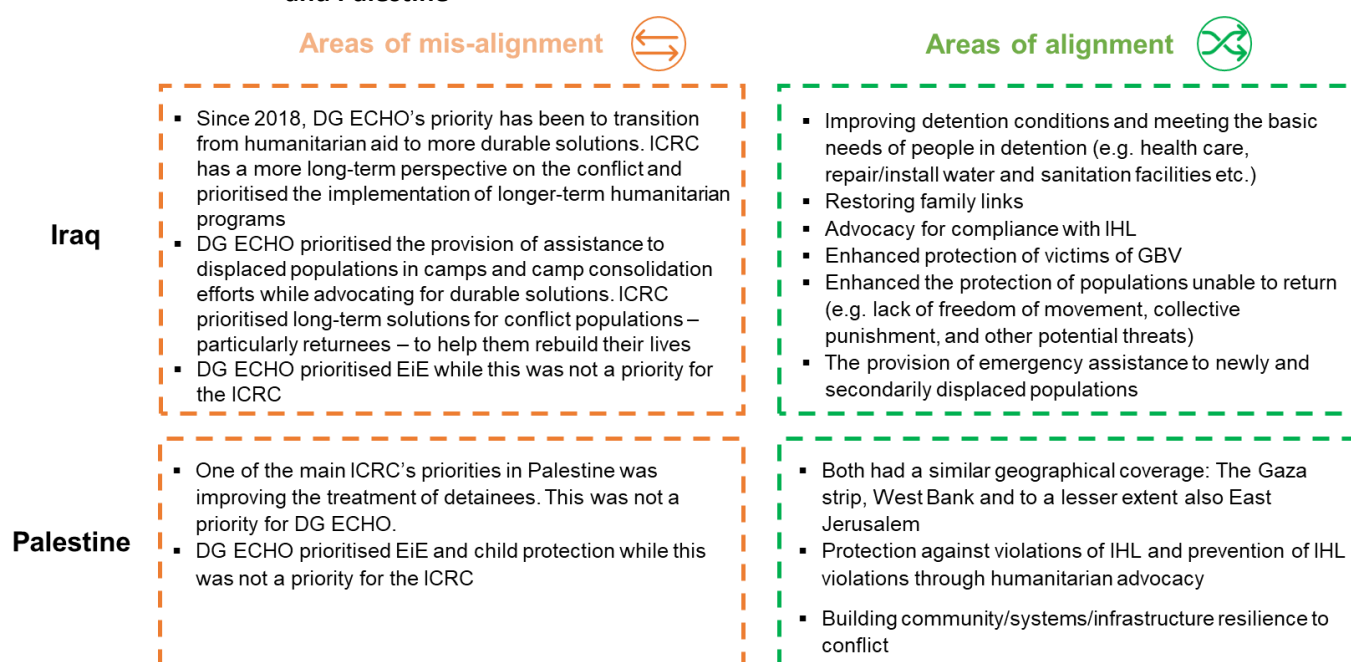 and Palestine
Areas of mis-alignment
Areas of alignment
Iraq
▪ Since 2018, DG ECHO's priority has been to transition
from humanitarian aid to more durable solutions. ICRC
has a more long-term perspective on the conflict and
prioritised the implementation of longer-term humanitarian
programs
▪ DG ECHO prioritised the provision of assistance to
displaced populations in camps and camp consolidation
efforts while advocating for durable solutions. ICRC
prioritised long-term solutions for conflict populations –
particularly returnees – to help them rebuild their lives
▪ DG ECHO prioritised EiE while this was not a priority for
the ICRC
▪ Improving detention conditions and meeting the basic
needs of people in detention (e.g. health care,
repair/install water and sanitation facilities etc.)
▪ Restoring family links
▪ Advocacy for compliance with IHL
▪ Enhanced protection of victims of GBV
▪ Enhanced the protection of populations unable to return
(e.g. lack of freedom of movement, collective
punishment, and other potential threats)
▪ The provision of emergency assistance to newly and
secondarily displaced populations
Palestine
▪ One of the main ICRC's priorities in Palestine was
improving the treatment of detainees. This was not a
priority for DG ECHO.
▪ DG ECHO prioritised EiE and child protection while this
was not a priority for the ICRC
▪ Both had a similar geographical coverage: The Gaza
strip, West Bank and to a lesser extent also East
Jerusalem
▪ Protection against violations of IHL and prevention of IHL
violations through humanitarian advocacy
▪ Building community/systems/infrastructure resilience to
conflict